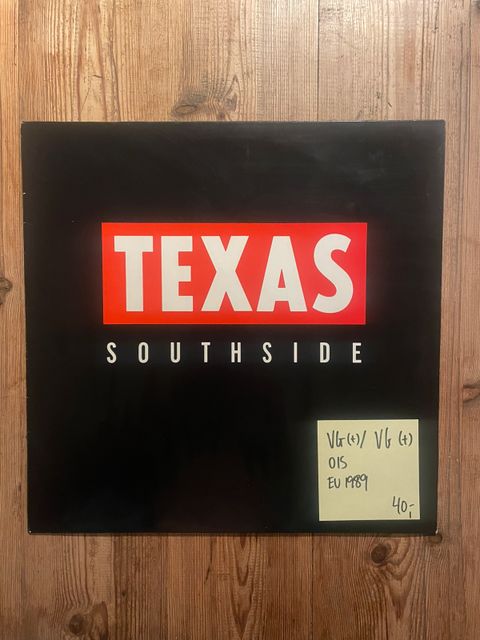 TEXAS
SOUTHSIDE
VG(+)/ VG (+)
OIS
EU 1989
40,-